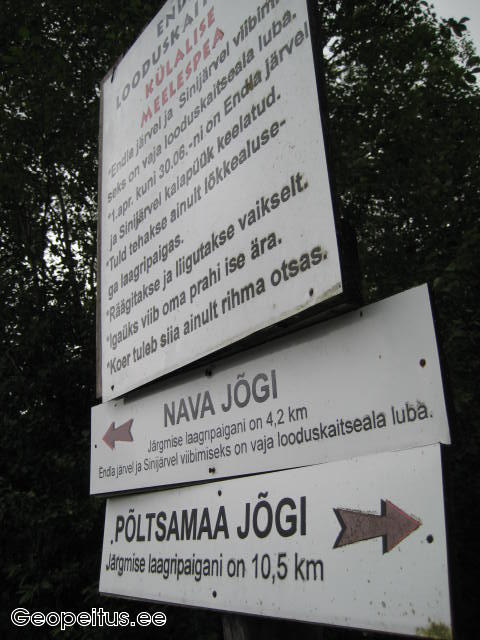 ENDLA
LOODUSKAITSEALA
KÜLALISE
MEELESPEA
*Endla järvel ja Sinijärvel viibimi-
seks on vaja looduskaitseala luba.
*1.apr. kuni 30.06.-ni on Endla järvel
ja Sinijärvel kalapüük keelatud.
*Tuld tehakse ainult lõkkealuse-
ga laagripaigas.
*Räägitakse ja liigutakse vaikselt.
*Igaüks viib oma prahi ise ära.
*Koer tuleb siia ainult rihma otsas.
NAVA JÕGI
Järgmise laagripaigani on 4,2 km
Endla järvel ja Sinijärvel viibimiseks on vaja looduskaitseala luba.
PÕLTSAMAA JÕGI
Järgmise laagripaigani on 10,5 km
Geopeitus.ee